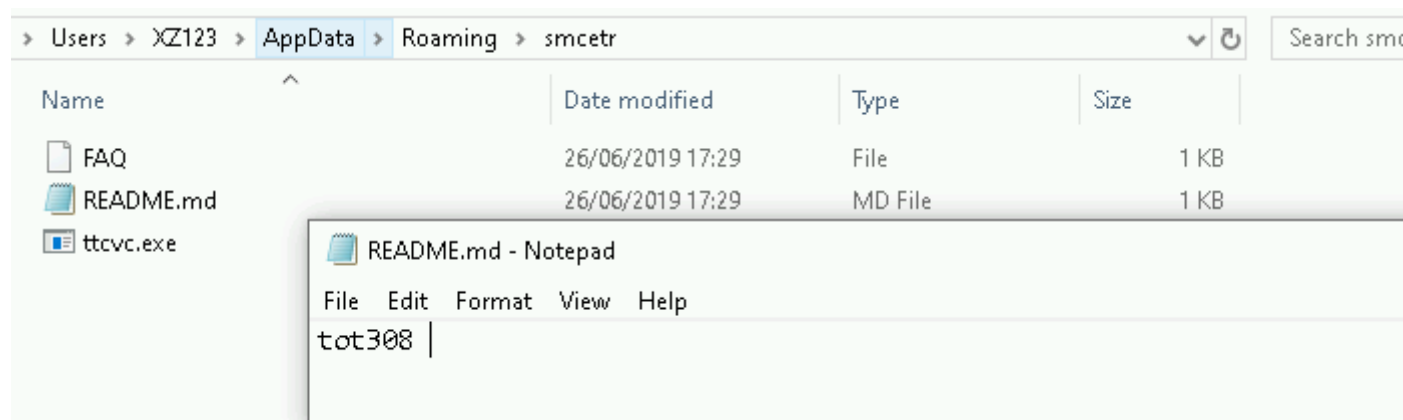 > Users > XZ123 > AppData > Roaming > smcetr
Search smc
Name Date modified Type Size
FAQ 26/06/2019 17:29 File 1 KB
README.md 26/06/2019 17:29 MD File 1 KB
ttcvc.exe
README.md - Notepad
File Edit Format View Help
tot308